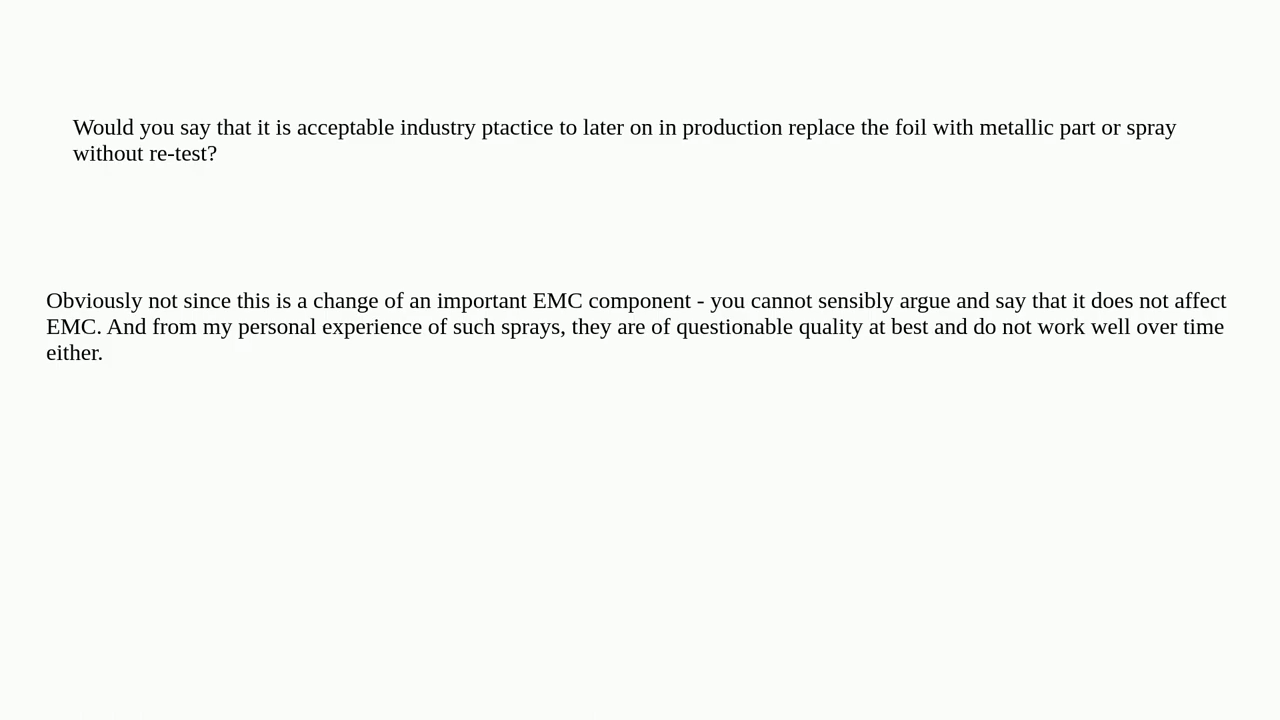 Would you say that it is acceptable industry ptactice to later on in production replace the foil with metallic part or spray
without re-test?
Obviously not since this is a change of an important EMC component - you cannot sensibly argue and say that it does not affect
EMC. And from my personal experience of such sprays, they are of questionable quality at best and do not work well over time
either.